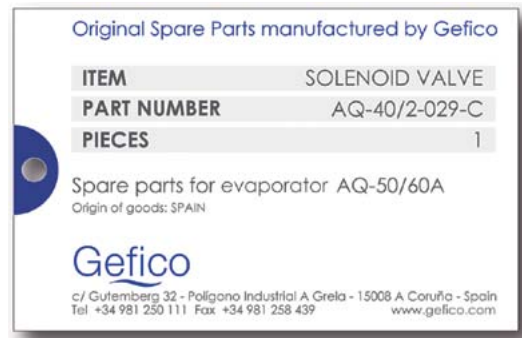 Original Spare Parts manufactured by Gefico
ITEM SOLENOID VALVE
PART NUMBER AQ-40/2-029-C
PIECES 1
Spare parts for evaporator AQ-50/60A
Origin of goods: SPAIN
Gefico
c/ Gutemberg 32 - Polígono Industrial A Grela - 15008 A Coruña - Spain
Tel +34 981 250 111 Fax +34 981 258 439 www.gefico.com